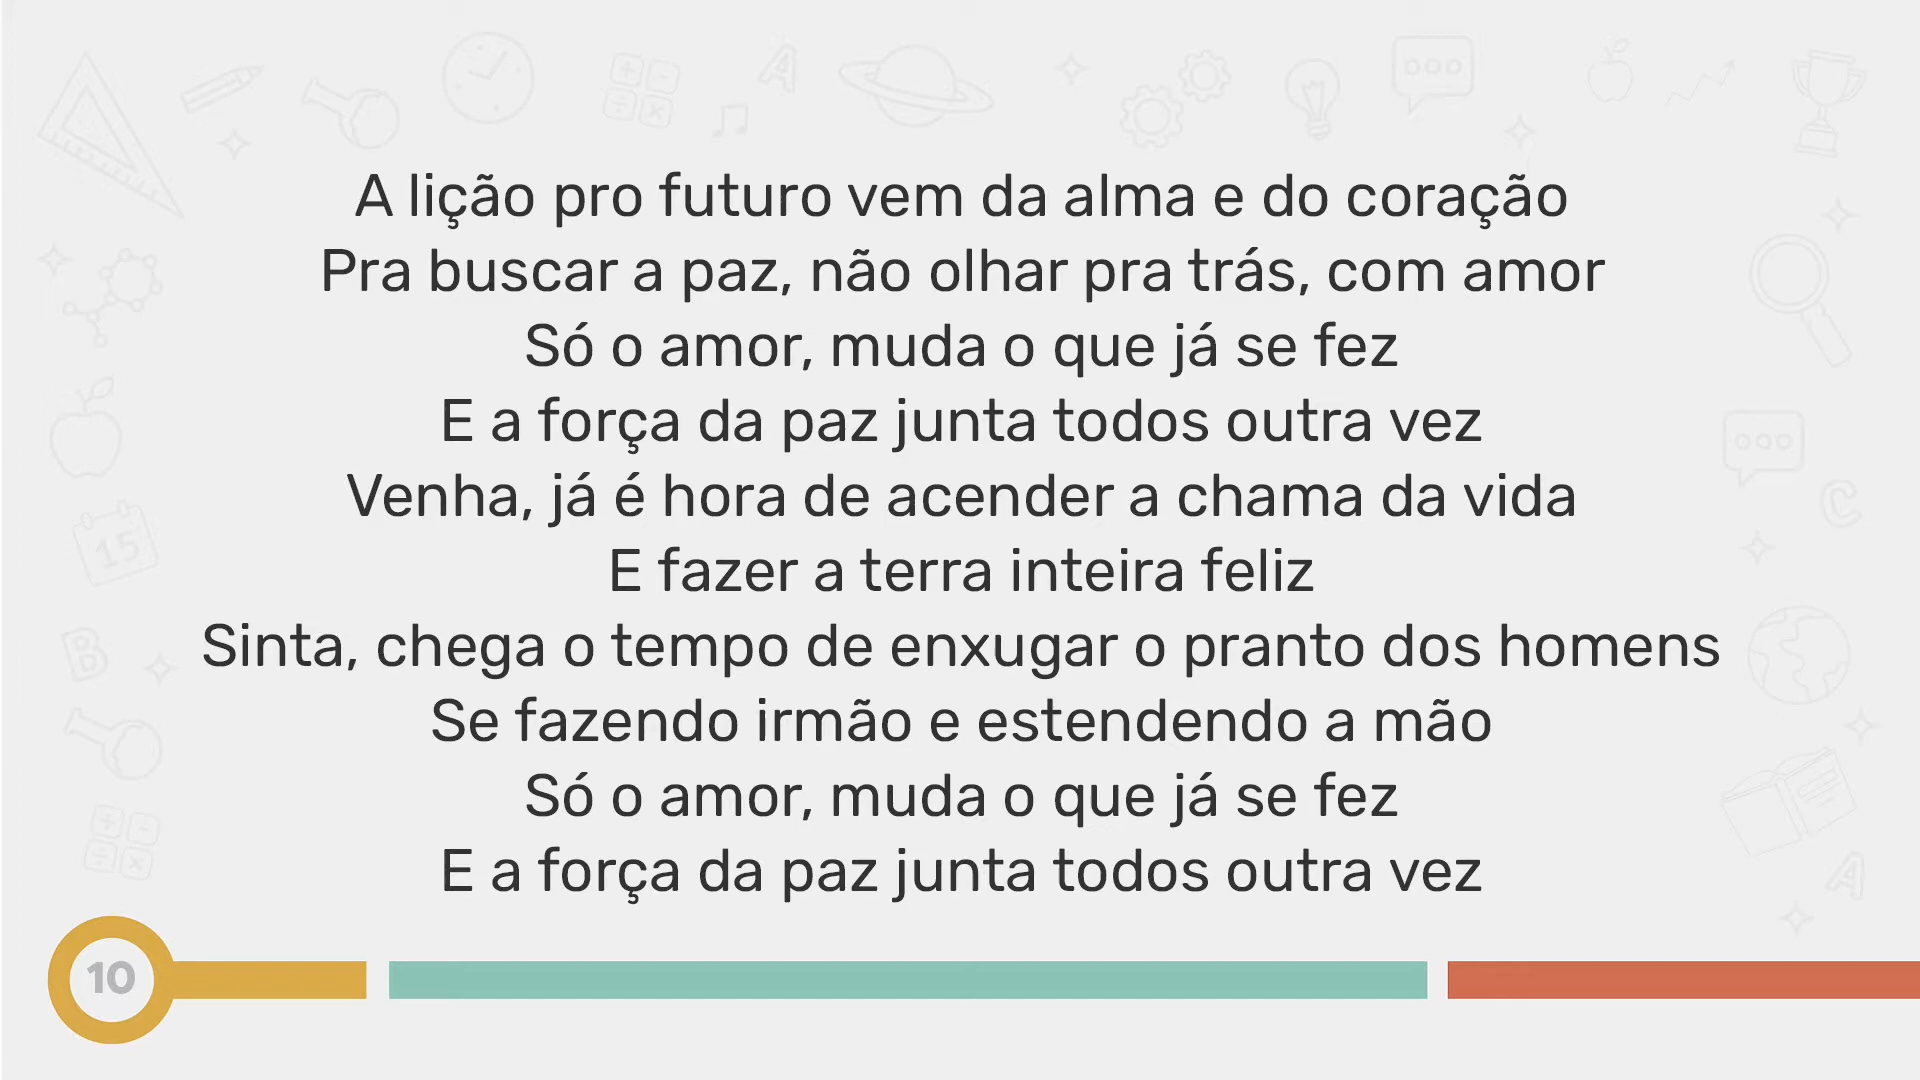 A lição pro futuro vem da alma e do coração
Pra buscar a paz, não olhar pra trás, com amor
Só o amor, muda o que já se fez
E a força da paz junta todos outra vez
Venha, já é hora de acender a chama da vida
E fazer a terra inteira feliz
Sinta, chega o tempo de enxugar o pranto dos homens
Se fazendo irmão e estendendo a mão
Só o amor, muda o que já se fez
E a força da paz junta todos outra vez
10
A
15
C
B
A